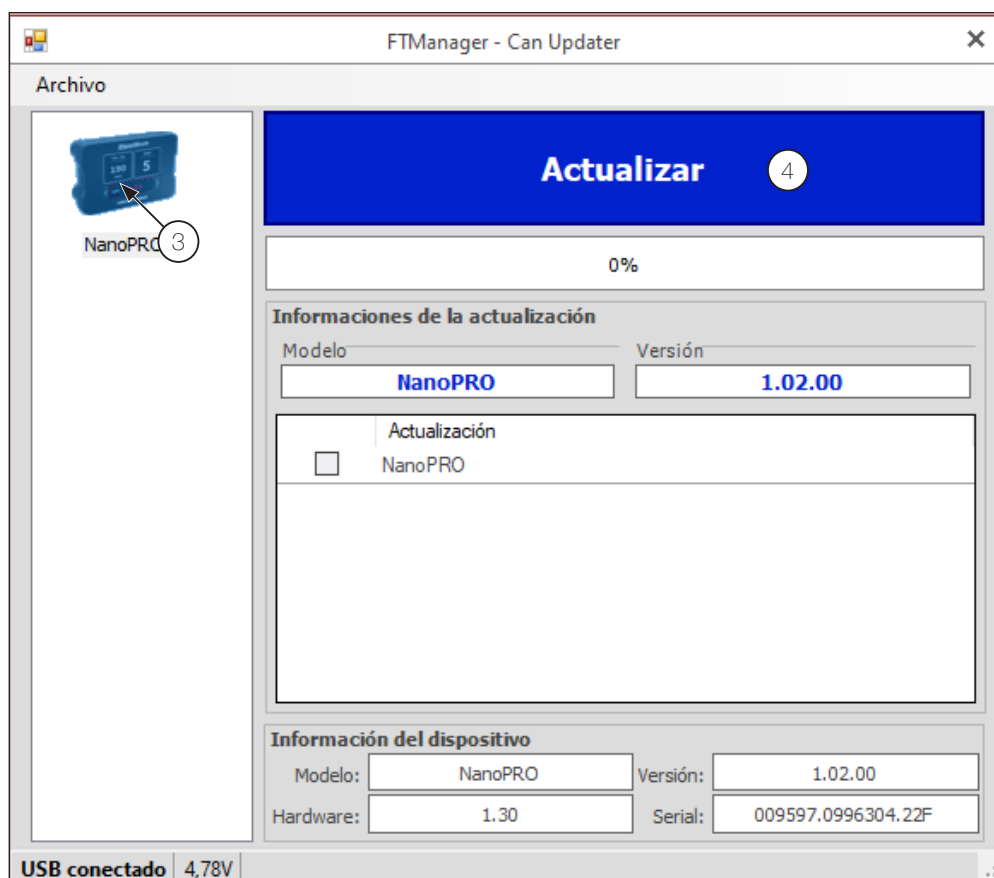 FTManager - Can Updater
Archivo
Actualizar 4
3
0%
Informaciones de la actualización
Modelo Versión
NanoPRO 1.02.00
Actualización
NanoPRO
Información del dispositivo
Modelo: NanoPRO Versión: 1.02.00
Hardware: 1.30 Serial: 009597.0996304.22F
USB conectado 4,78V
190 5
NanoPRO